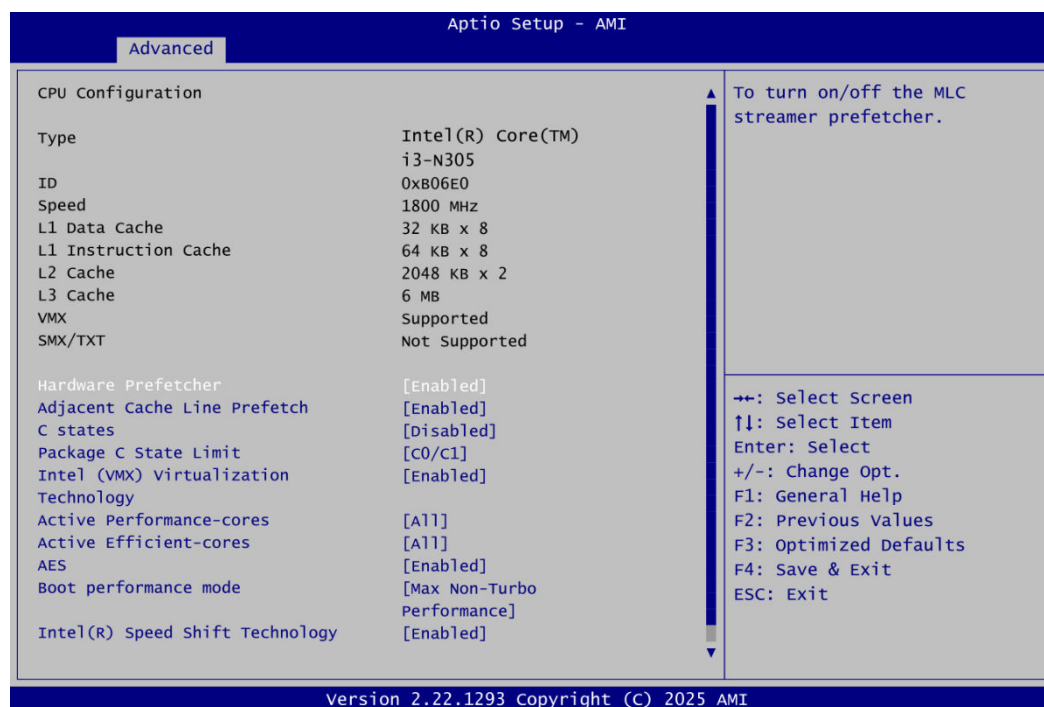 Aptio Setup - AMI
Advanced
CPU Configuration
Type Intel(R) Core(TM)
i3-N305
ID 0xB06E0
Speed 1800 MHz
L1 Data Cache 32 KB x 8
L1 Instruction Cache 64 KB x 8
L2 Cache 2048 KB x 2
L3 Cache 6 MB
VMX Supported
SMX/TXT Not Supported
Hardware Prefetcher [Enabled]
Adjacent Cache Line Prefetch [Enabled]
C states [Disabled]
Package C State Limit [C0/C1]
Intel (VMX) Virtualization [Enabled]
Technology
Active Performance-cores [All]
Active Efficient-cores [All]
AES [Enabled]
Boot performance mode [Max Non-Turbo
Performance]
Intel(R) Speed Shift Technology [Enabled]
To turn on/off the MLC
streamer prefetcher.
→←: Select Screen
↑↓: Select Item
Enter: Select
+/-: Change Opt.
F1: General Help
F2: Previous Values
F3: Optimized Defaults
F4: Save & Exit
ESC: Exit
Version 2.22.1293 Copyright (C) 2025 AMI